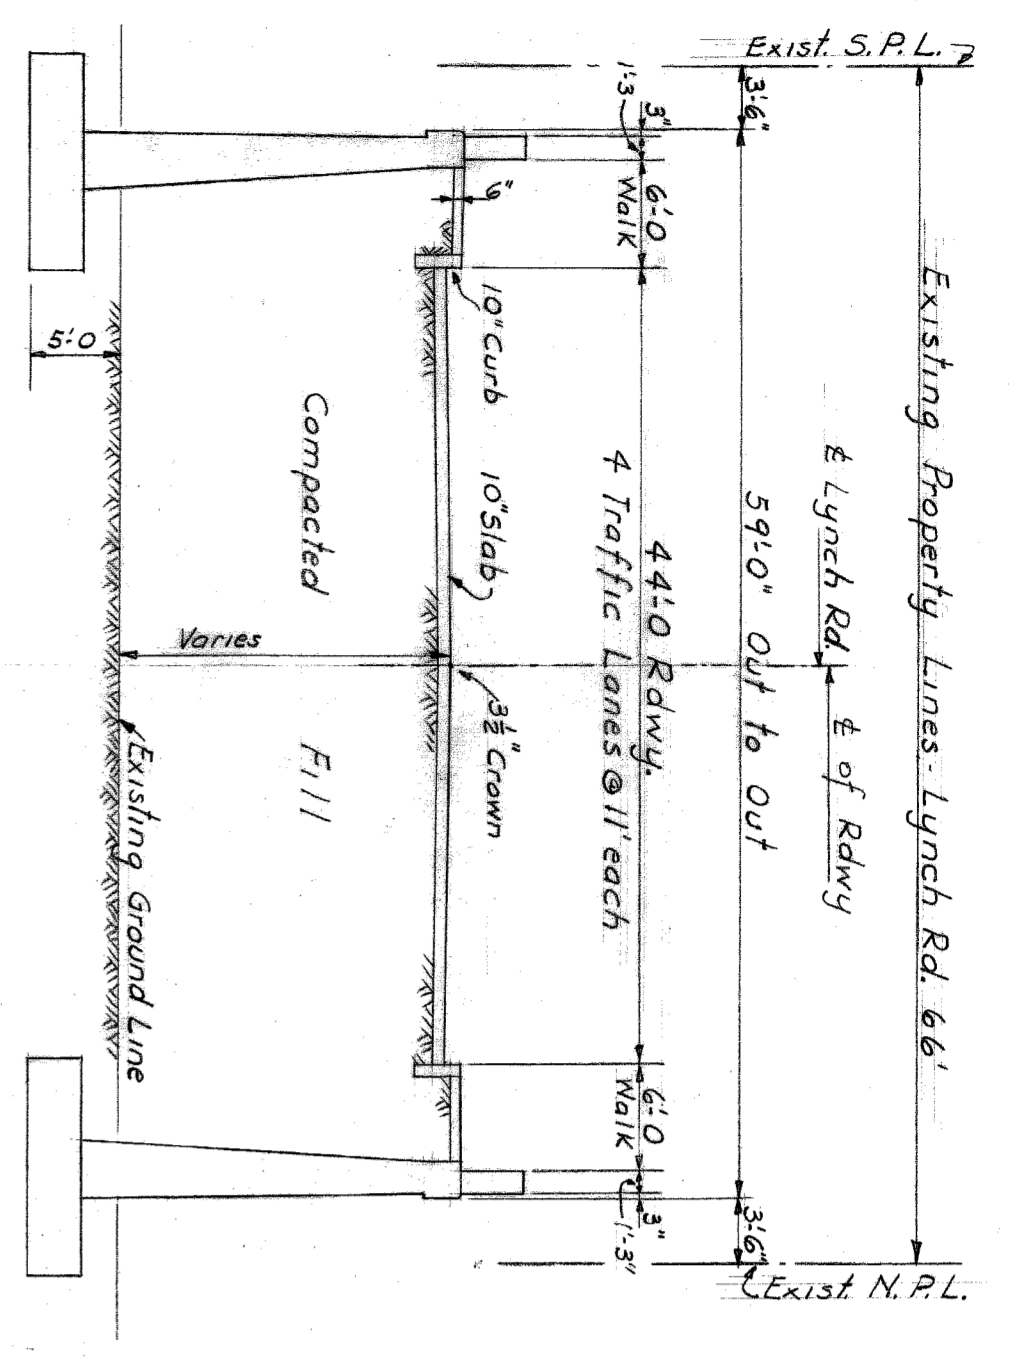 Exist. S.P.L.
Existing Property Lines - Lynch Rd. 66'
Exist. N.P.L.
℄ Lynch Rd.
℄ of Rdwy
3'-6"
59'-0" Out to Out
3'-6"
1'-3
3"
6'-0
Walk
44'-0 Rdwy.
4 Traffic Lanes @ 11' each
6'-0
Walk
3"
1'-3"
6"
10" Curb
10" Slab
3½" Crown
Compacted Fill
Varies
5'-0
Existing Ground Line